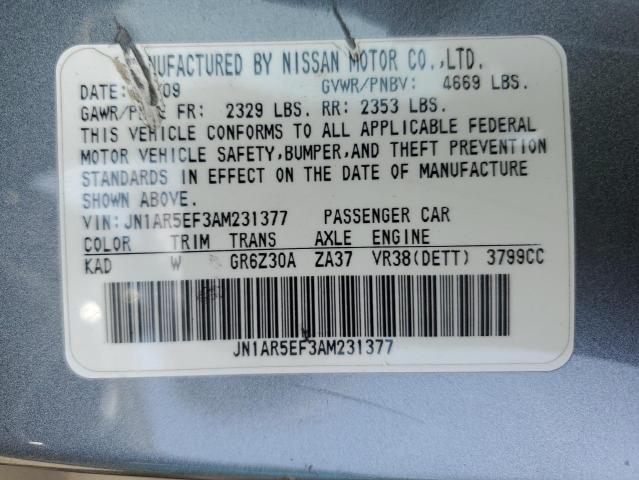 MANUFACTURED BY NISSAN MOTOR CO.,LTD.
DATE: /09 GVWR/PNBV: 4669 LBS.
GAWR/P FR: 2329 LBS. RR: 2353 LBS.
THIS VEHICLE CONFORMS TO ALL APPLICABLE FEDERAL
MOTOR VEHICLE SAFETY,BUMPER,AND THEFT PREVENTION
STANDARDS IN EFFECT ON THE DATE OF MANUFACTURE
SHOWN ABOVE.
VIN:JN1AR5EF3AM231377 PASSENGER CAR
COLOR TRIM TRANS AXLE ENGINE
KAD W GR6Z30A ZA37 VR38(DETT) 3799CC
JN1AR5EF3AM231377